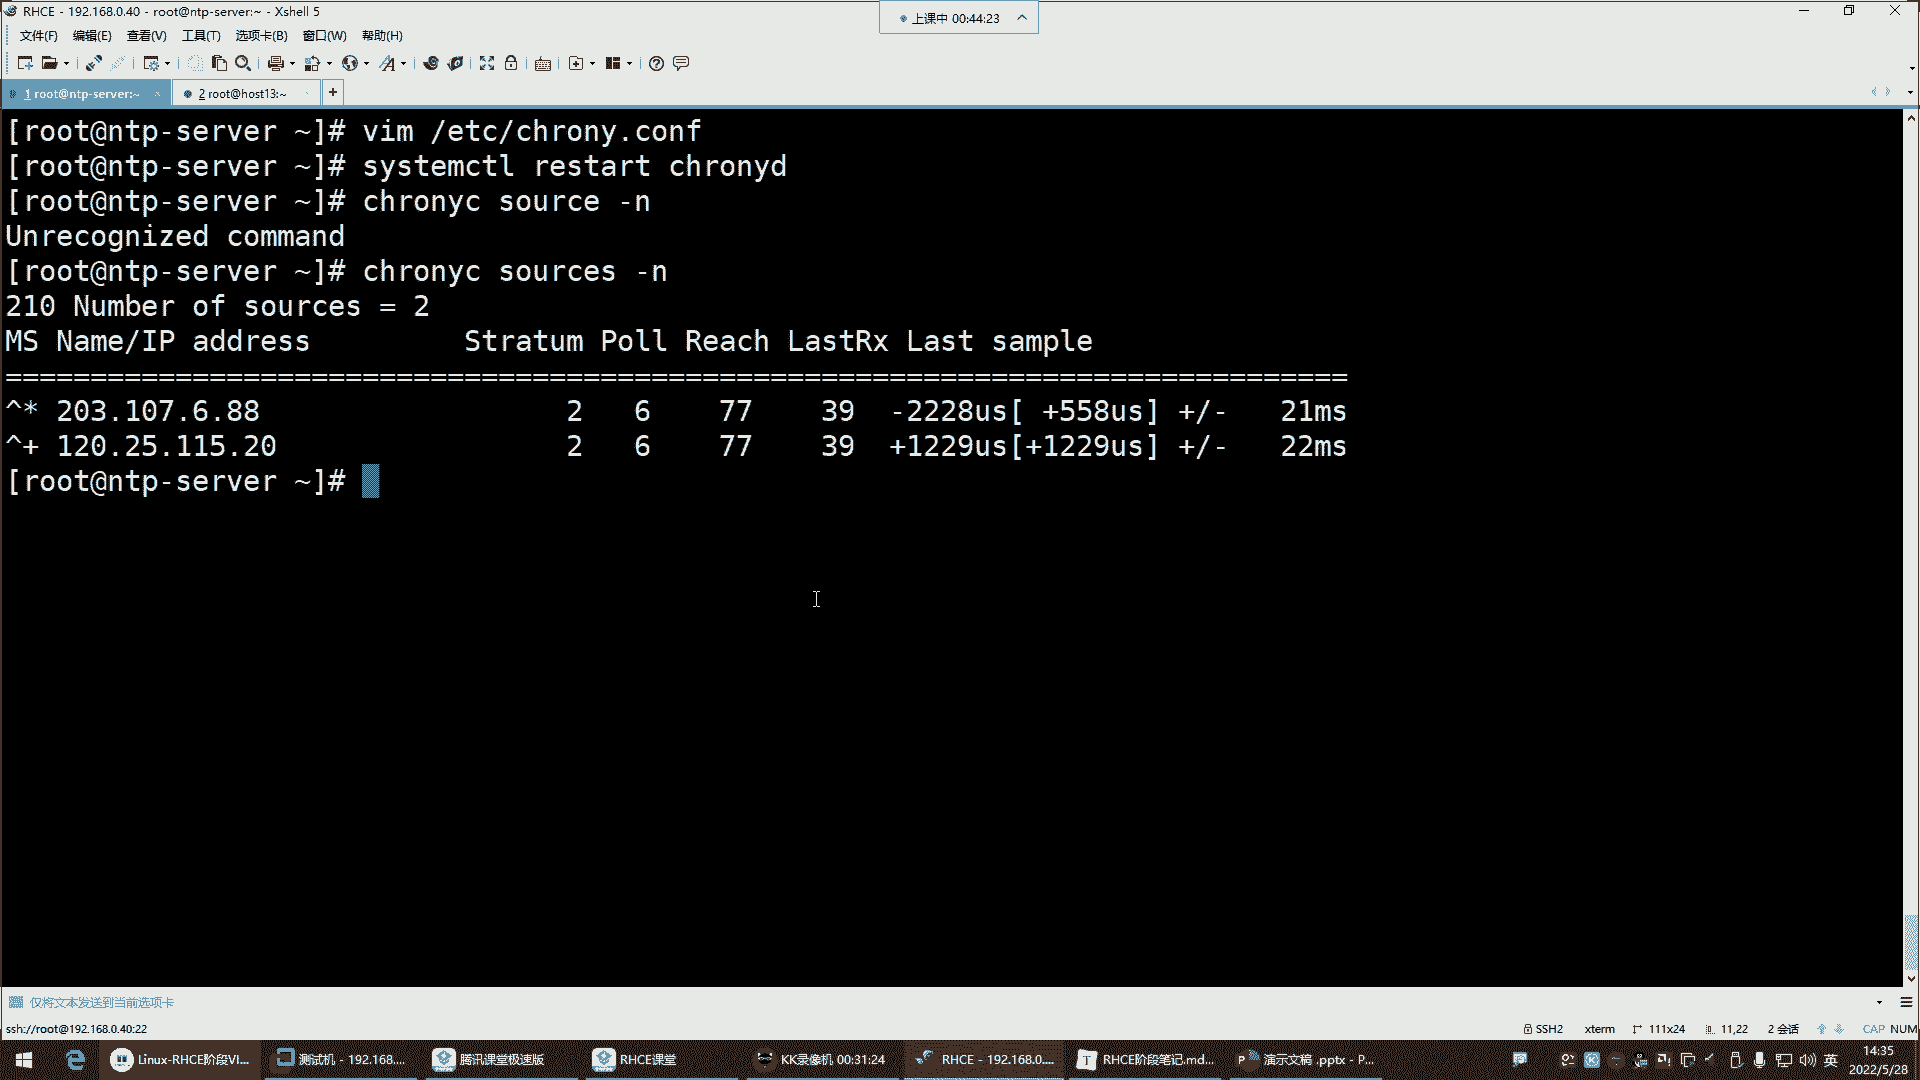 RHCE - 192.168.0.40 - root@ntp-server:~ - Xshell 5
上课中 00:44:23
文件(F) 编辑(E) 查看(V) 工具(T) 选项卡(B) 窗口(W) 帮助(H)
1 root@ntp-server:~ 2 root@host13:~ +
[root@ntp-server ~]# vim /etc/chrony.conf
[root@ntp-server ~]# systemctl restart chronyd
[root@ntp-server ~]# chronyc source -n
Unrecognized command
[root@ntp-server ~]# chronyc sources -n
210 Number of sources = 2
MS Name/IP address         Stratum Poll Reach LastRx Last sample
===============================================================================
^* 203.107.6.88                  2   6    77    39  -2228us[ +558us] +/-   21ms
^+ 120.25.115.20                 2   6    77    39  +1229us[+1229us] +/-   22ms
[root@ntp-server ~]#
仅将文本发送到当前选项卡
ssh://root@192.168.0.40:22 SSH2 xterm 111x24 11,22 2 会话 CAP NUM
Linux-RHCE阶段VI... 测试机 - 192.168.... 腾讯课堂极速版 RHCE课堂 KK录像机 00:31:24 RHCE - 192.168.0.... RHCE阶段笔记.md... 演示文稿 .pptx - P... 英 14:35
2022/5/28